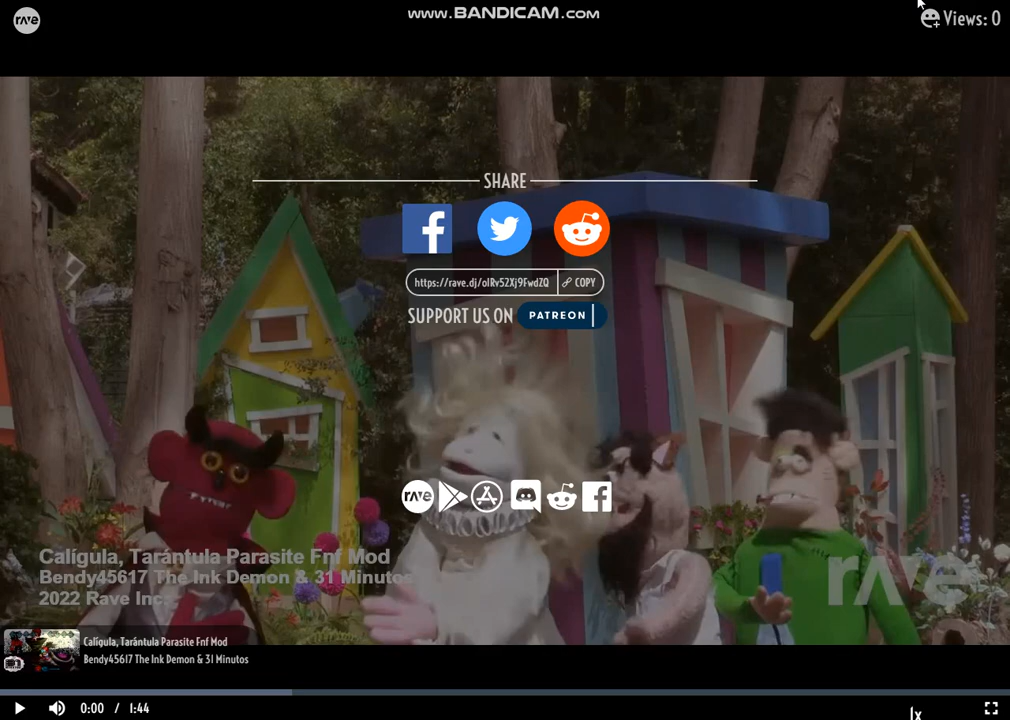 rave
www.BANDICAM.com
Views: 0
SHARE
https://rave.dj/oIRv52Xj9FwdZQ
COPY
SUPPORT US ON PATREON
rave
Calígula, Tarántula Parasite Fnf Mod
Bendy45617 The Ink Demon & 31 Minutos
2022 Rave Inc.
rave
Calígula, Tarántula Parasite Fnf Mod
Bendy45617 The Ink Demon & 31 Minutos
0:00 / 1:44
1x